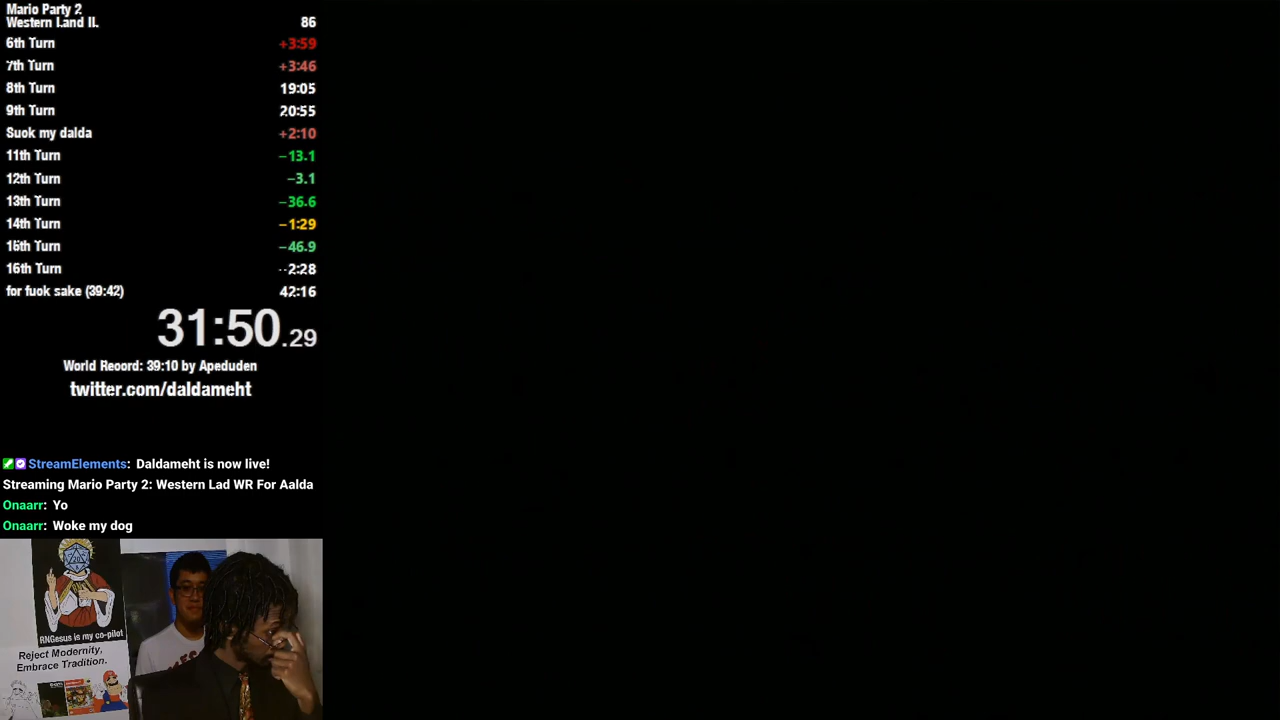 Mario Party 2
Western Land II. 86
6th Turn +3:59
7th Turn +3:46
8th Turn 19:05
9th Turn 20:55
Suok my dalda +2:10
11th Turn −13.1
12th Turn −3.1
13th Turn −36.6
14th Turn −1:29
15th Turn −46.9
16th Turn −2:28
for fuok sake (39:42) 42:16
31:50.29
World Reoord: 39:10 by Apeduden
twitter.com/daldameht
StreamElements: Daldameht is now live!
Streaming Mario Party 2: Western Lad WR For Aalda
Onaarr: Yo
Onaarr: Woke my dog
RNGesus is my co-pilot
Reject Modernity,
Embrace Tradition.